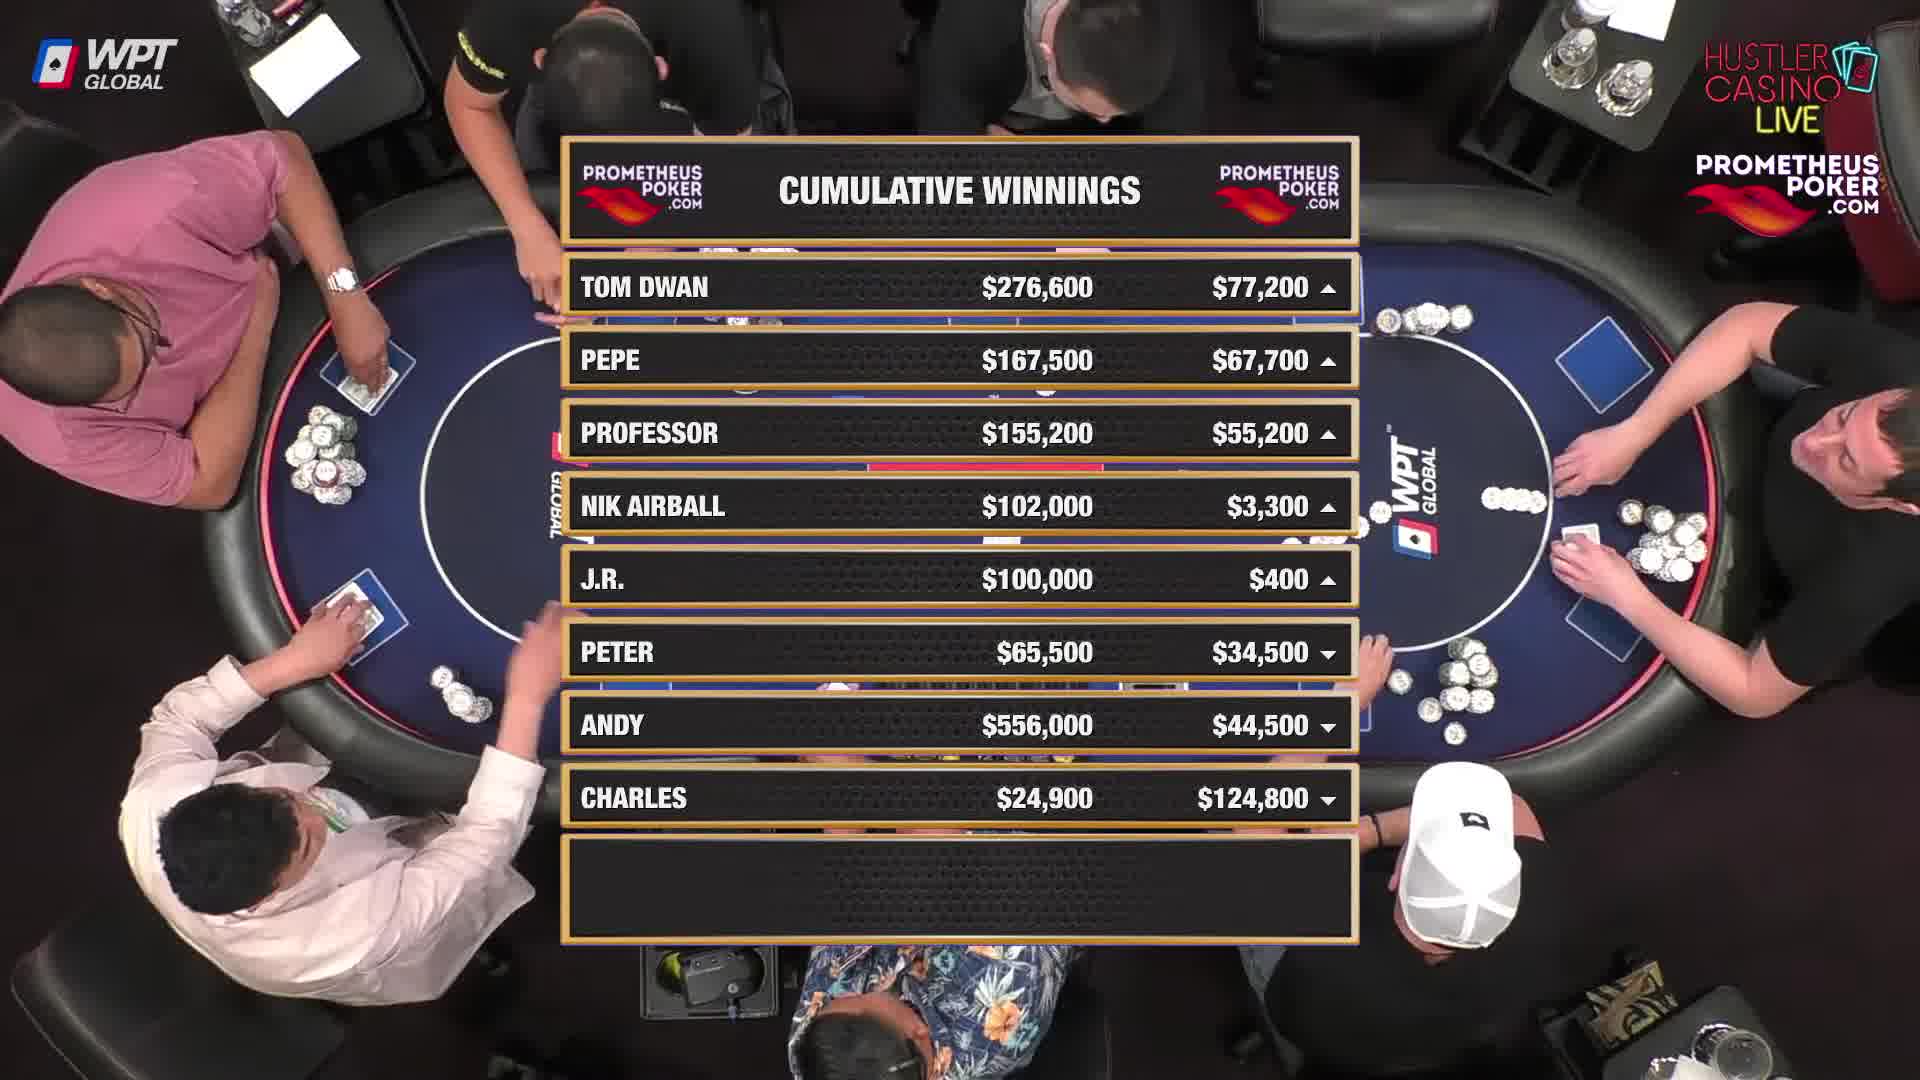 WPT
GLOBAL
HUSTLER
CASINO
LIVE
PROMETHEUS
POKER
.COM
PROMETHEUS
POKER
.COM
CUMULATIVE WINNINGS
PROMETHEUS
POKER
.COM
TOM DWAN $276,600 $77,200
PEPE $167,500 $67,700
PROFESSOR $155,200 $55,200
NIK AIRBALL $102,000 $3,300
J.R. $100,000 $400
PETER $65,500 $34,500
ANDY $556,000 $44,500
CHARLES $24,900 $124,800
GLOBAL
WPT
GLOBAL